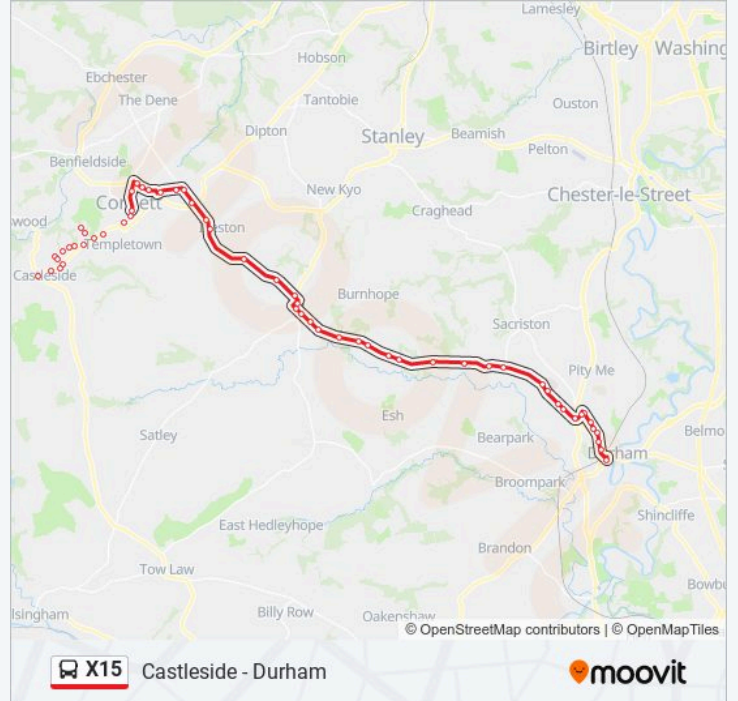 Lamesley
Birtley
Washing
Hobson
Ebchester
The Dene
Tantobie
Ouston
Stanley
Beamish
Dipton
Pelton
Benfieldside
New Kyo
Chester-le-Street
Craghead
wood
Templetown
Castleside
Burnhope
Sacriston
Pity Me
Esh
Satley
Bearpark
Belmo
Broompark
Shincliffe
East Hedleyhope
Brandon
Tow Law
Bowbu
lsingham
Billy Row
Oakenshaw
© OpenStreetMap contributors | © OpenMapTiles
X15 Castleside - Durham
moovit